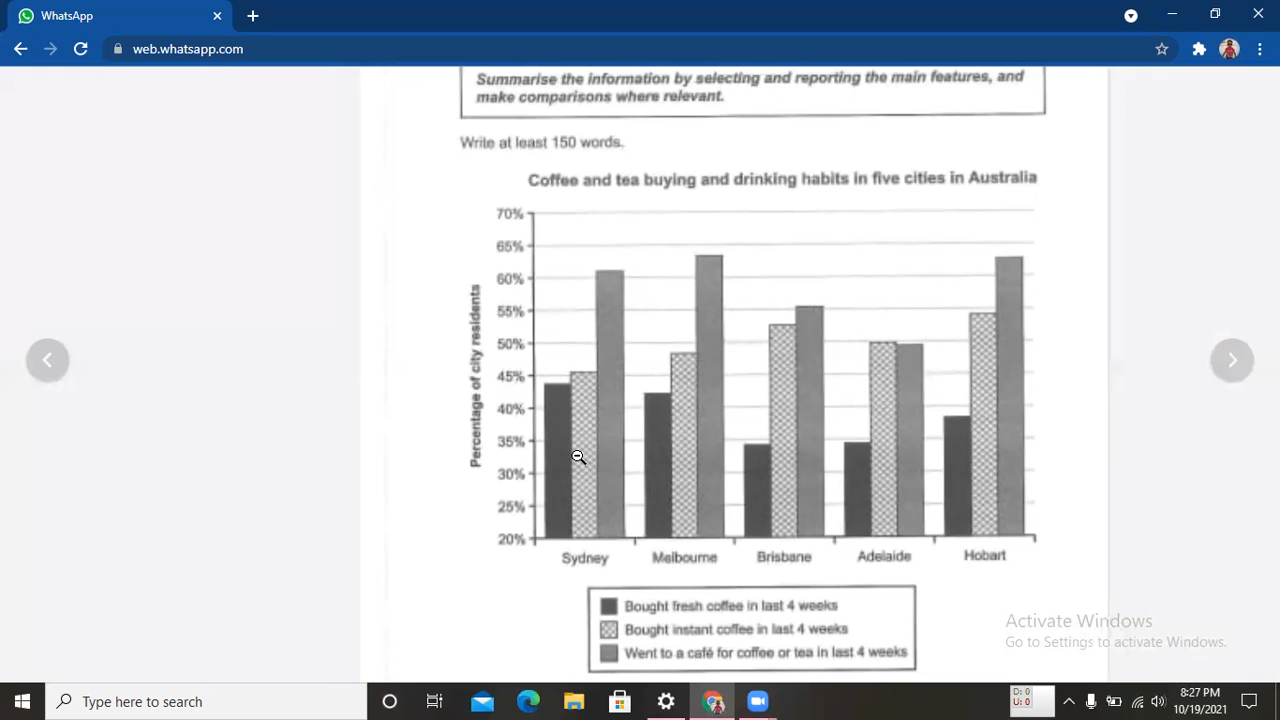 WhatsApp
web.whatsapp.com
Summarise the information by selecting and reporting the main features, and
make comparisons where relevant.
Write at least 150 words.
Coffee and tea buying and drinking habits in five cities in Australia
Percentage of city residents
70%
65%
60%
55%
50%
45%
40%
35%
30%
25%
20%
Sydney Melbourne Brisbane Adelaide Hobart
Bought fresh coffee in last 4 weeks
Bought instant coffee in last 4 weeks
Went to a café for coffee or tea in last 4 weeks
Activate Windows
Go to Settings to activate Windows.
Type here to search
D: 0
U: 0
8:27 PM
10/19/2021